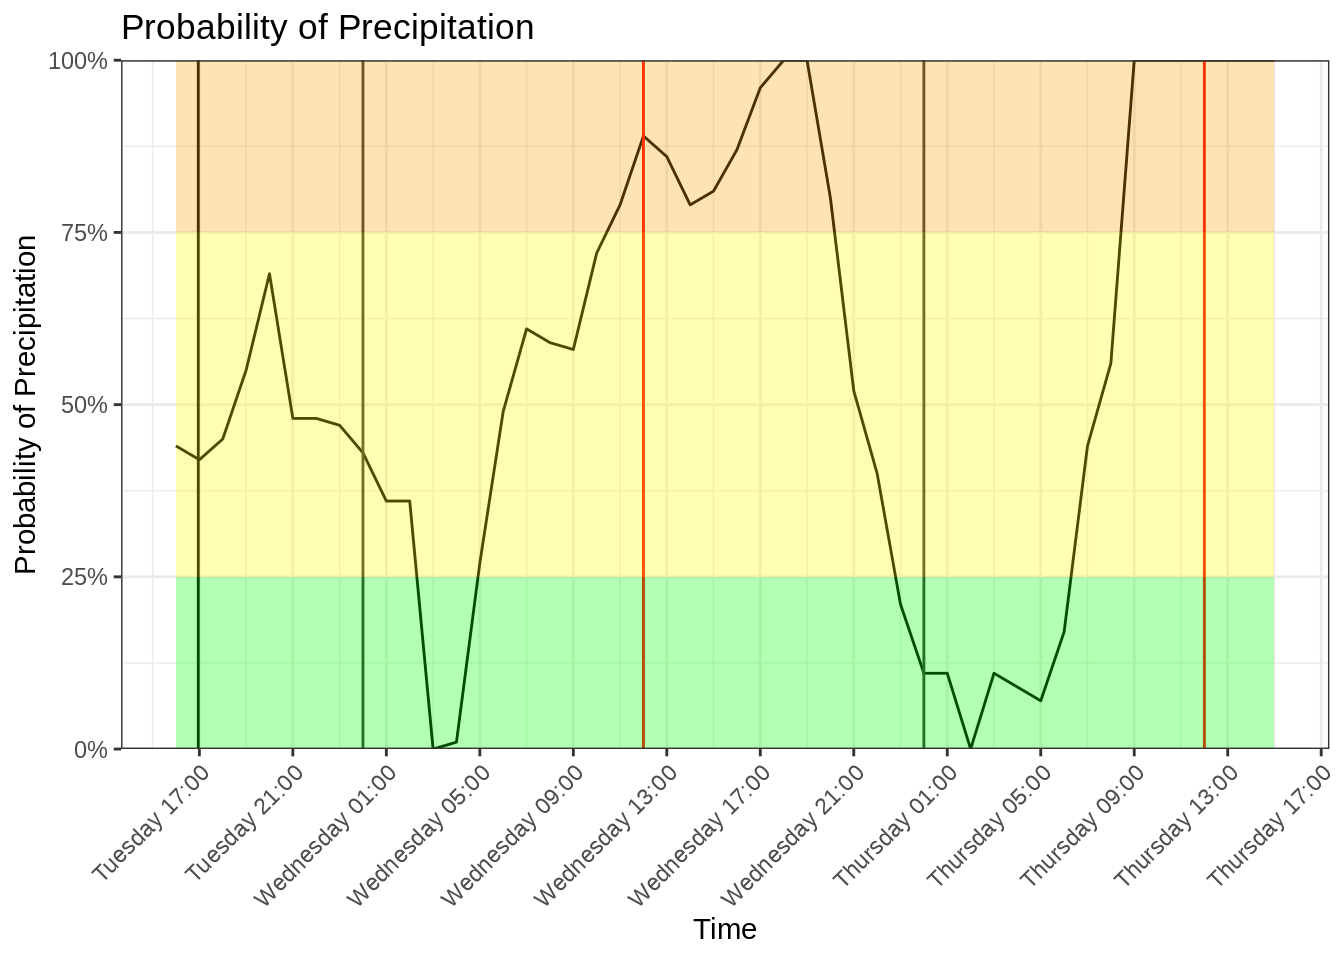 Probability of Precipitation
Probability of Precipitation
100%
75%
50%
25%
0%
Tuesday 17:00
Tuesday 21:00
Wednesday 01:00
Wednesday 05:00
Wednesday 09:00
Wednesday 13:00
Wednesday 17:00
Wednesday 21:00
Thursday 01:00
Thursday 05:00
Thursday 09:00
Thursday 13:00
Thursday 17:00
Time